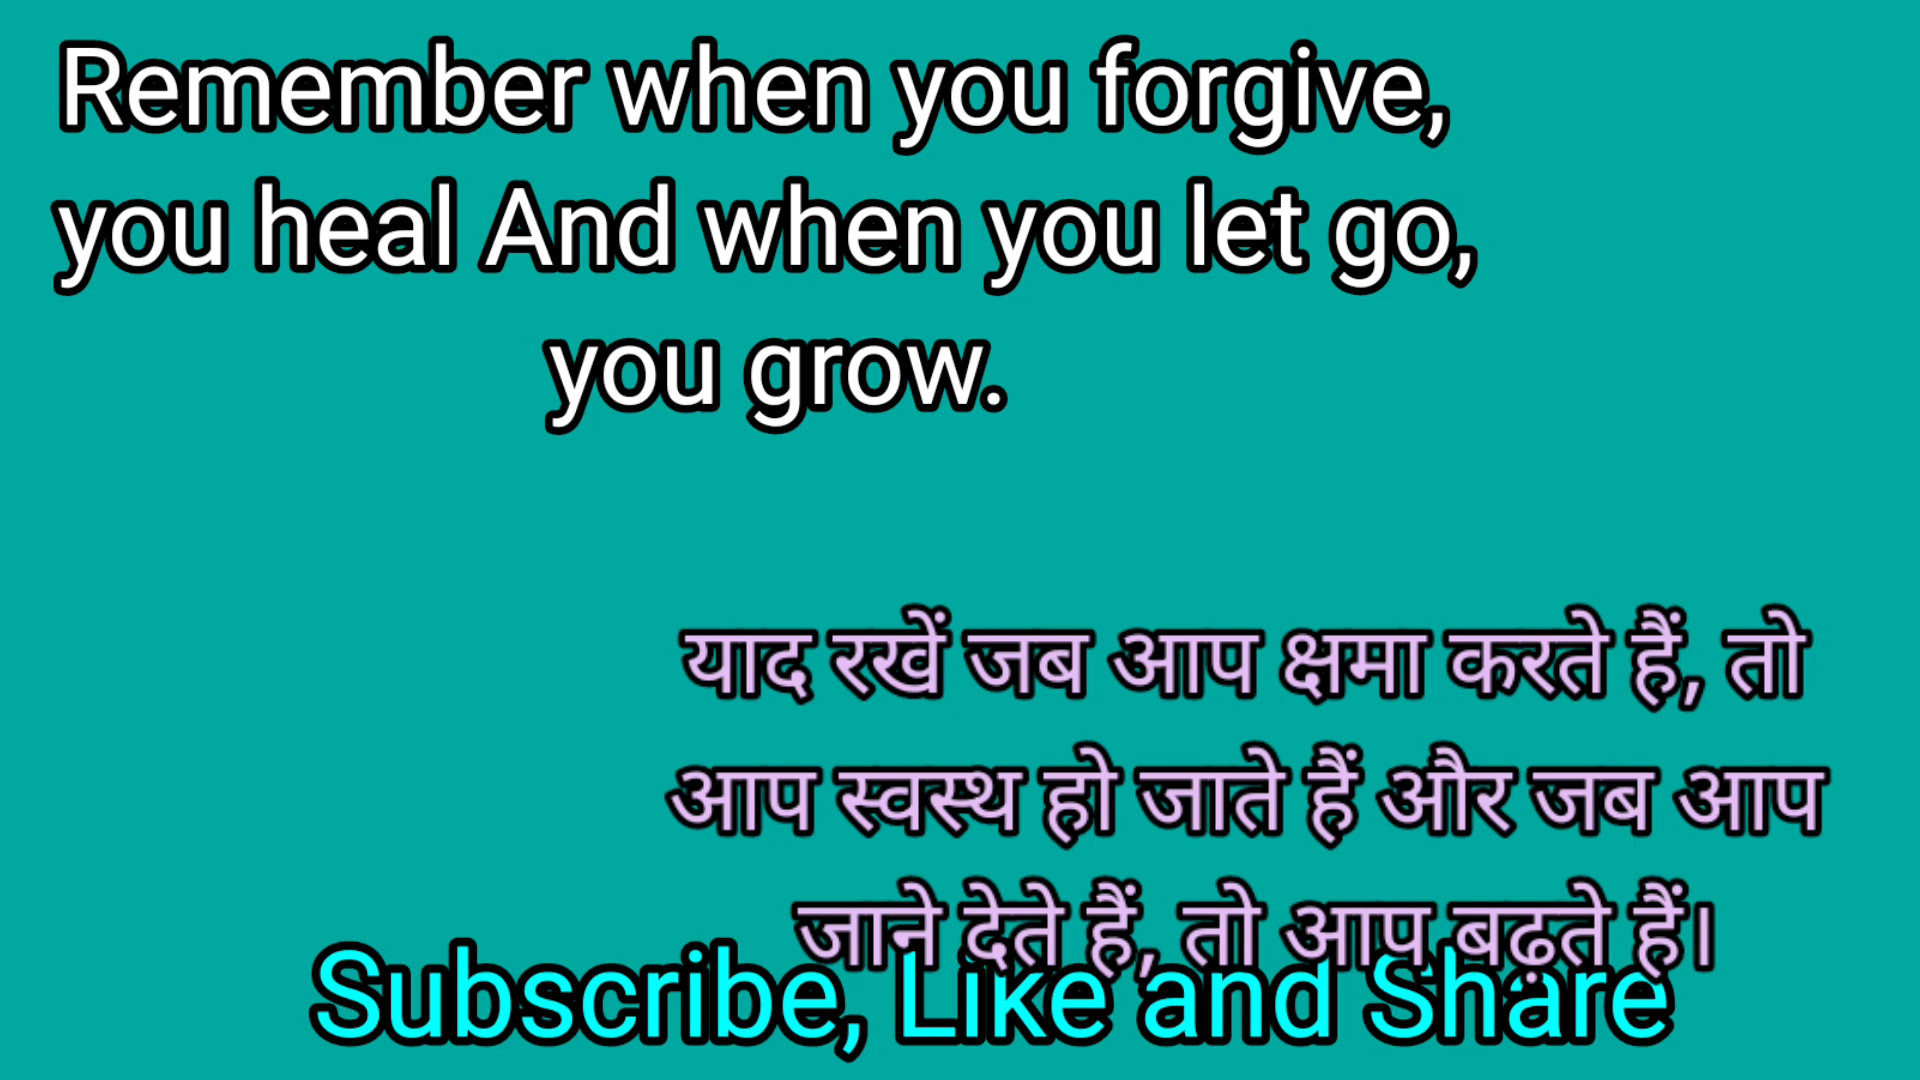 Remember when you forgive,
you heal And when you let go,
you grow.
याद रखें जब आप क्षमा करते हैं, तो
आप स्वस्थ हो जाते हैं और जब आप
जाने देते हैं, तो आप बढ़ते हैं।
Subscribe, Like and Share